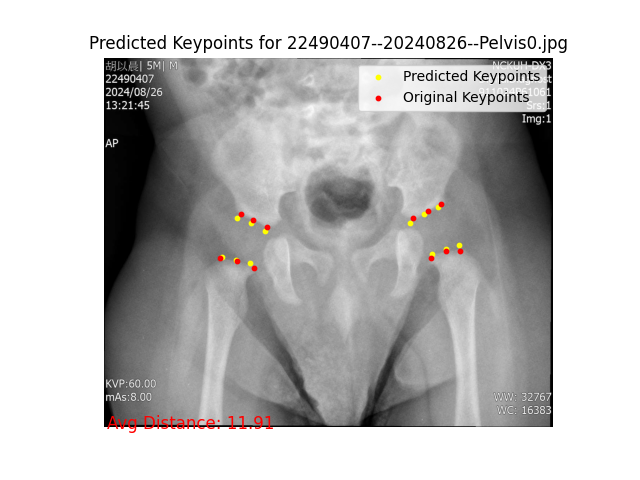 Predicted Keypoints for 22490407--20240826--Pelvis0.jpg
胡以晨| 5M| M
22490407
2024/08/26
13:21:45
AP
NCKUH-DX3
Predicted Keypoints
Original Keypoints
Srs:1
Img:1
KVP:60.00
mAs:8.00
WW: 32767
WC: 16383
Avg Distance: 11.91